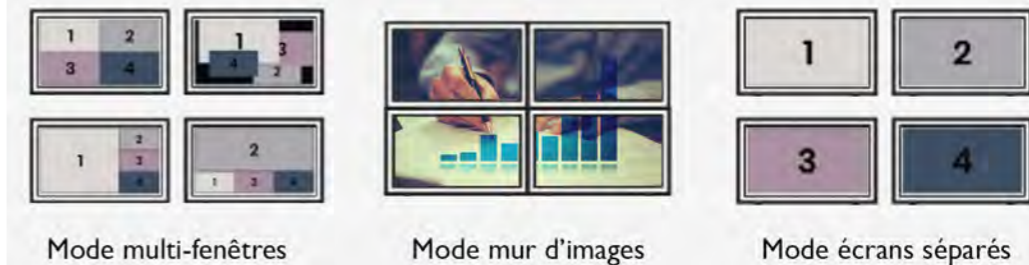 1 2 1 3
3 4 4 2
1 2 2
3
4 1 3 4
1 2
3 4
Mode multi-fenêtres Mode mur d'images Mode écrans séparés